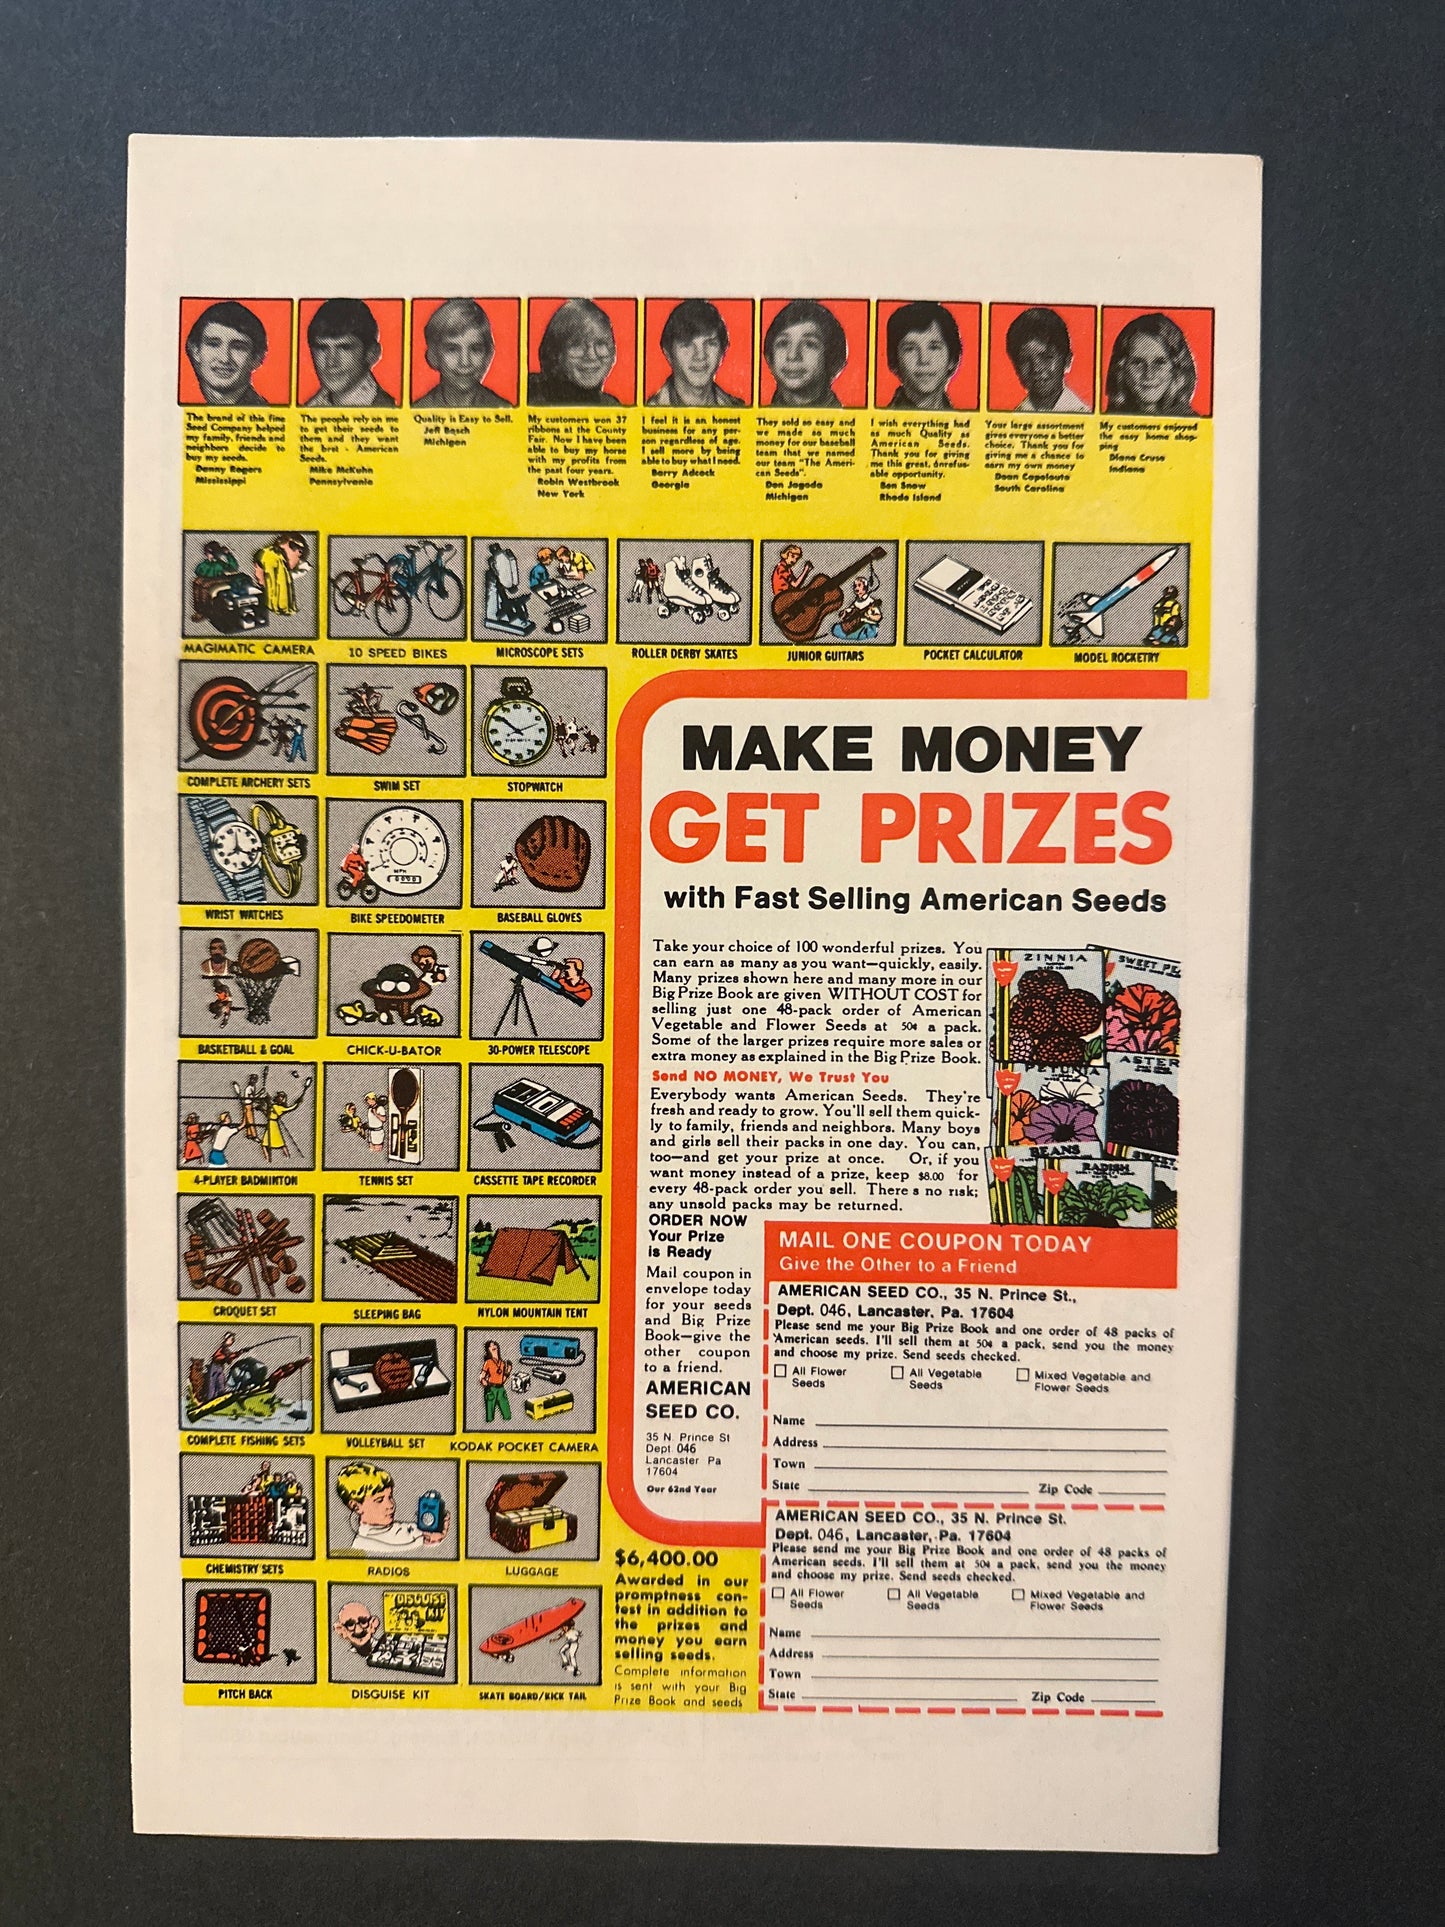 The brand of this fine
Seed Company helped
my family, friends and
neighbors decide to
buy my seeds.
Danny Rogers
Mississippi
The people rely on me
to get their seeds to
them and they want
the bret - American
Seeds.
Mike McKuhn
Pennsylvania
Quality is Easy to Sell.
Jeff Basch
Michigan
My customers won 37
ribbons at the County
Fair. Now I have been
able to buy my horse
with my profits from
the past four years.
Robin Westbrook
New York
I feel it is an honest
business for any per-
son regardless of age.
I sell more by being
able to buy what I need.
Barry Adcock
Georgia
They sold so easy and
we made so much
money for our baseball
team that we named
our team "The Ameri-
can Seeds".
Don Jagoda
Michigan
I wish everything had
as much Quality as
American Seeds.
Thank you for giving
me this great, unrefus-
able opportunity.
Ben Snow
Rhode Island
Your large assortment
gives everyone a better
choice. Thank you for
giving me a chance to
earn my own money
Dean Capalouto
South Carolina
My customers enjoyed
the easy home shop-
ping
Diana Cruse
Indiana
MAGIMATIC CAMERA
10 SPEED BIKES
MICROSCOPE SETS
ROLLER DERBY SKATES
JUNIOR GUITARS
POCKET CALCULATOR
MODEL ROCKETRY
COMPLETE ARCHERY SETS
SWIM SET
STOPWATCH
WRIST WATCHES
MPH
BIKE SPEEDOMETER
BASEBALL GLOVES
BASKETBALL & GOAL
CHICK-U-BATOR
30-POWER TELESCOPE
4-PLAYER BADMINTON
TENNIS SET
CASSETTE TAPE RECORDER
CROQUET SET
SLEEPING BAG
NYLON MOUNTAIN TENT
COMPLETE FISHING SETS
VOLLEYBALL SET
KODAK POCKET CAMERA
CHEMISTRY SETS
RADIOS
LUGGAGE
DISGUISE
KIT
PITCH BACK
DISGUISE KIT
SKATE BOARD/KICK TAIL
MAKE MONEY
GET PRIZES
with Fast Selling American Seeds
Take your choice of 100 wonderful prizes. You
can earn as many as you want—quickly, easily.
Many prizes shown here and many more in our
Big Prize Book are given WITHOUT COST for
selling just one 48-pack order of American
Vegetable and Flower Seeds at 50¢ a pack.
Some of the larger prizes require more sales or
extra money as explained in the Big Prize Book.
Send NO MONEY, We Trust You
Everybody wants American Seeds. They're
fresh and ready to grow. You'll sell them quick-
ly to family, friends and neighbors. Many boys
and girls sell their packs in one day. You can,
too—and get your prize at once. Or, if you
want money instead of a prize, keep $8.00 for
every 48-pack order you sell. There s no risk;
any unsold packs may be returned.
ZINNIA
SWEET PE
ASTER
PETUNIA
BEANS
SWEET
RADISH
ORDER NOW
Your Prize
is Ready
Mail coupon in
envelope today
for your seeds
and Big Prize
Book—give the
other coupon
to a friend.
AMERICAN
SEED CO.
35 N. Prince St
Dept. 046
Lancaster Pa
17604
Our 62nd Year
$6,400.00
Awarded in our
promptness con-
test in addition to
the prizes and
money you earn
selling seeds.
Complete information
is sent with your Big
Prize Book and seeds
MAIL ONE COUPON TODAY
Give the Other to a Friend
AMERICAN SEED CO., 35 N. Prince St.,
Dept. 046, Lancaster, Pa. 17604
Please send me your Big Prize Book and one order of 48 packs of
American seeds. I'll sell them at 50¢ a pack, send you the money
and choose my prize. Send seeds checked.
All Flower
Seeds
All Vegetable
Seeds
Mixed Vegetable and
Flower Seeds
Name
Address
Town
State Zip Code
AMERICAN SEED CO., 35 N. Prince St.
Dept. 046, Lancaster, Pa. 17604
Please send me your Big Prize Book and one order of 48 packs of
American seeds. I'll sell them at 50¢ a pack, send you the money
and choose my prize. Send seeds checked.
All Flower
Seeds
All Vegetable
Seeds
Mixed Vegetable and
Flower Seeds
Name
Address
Town
State Zip Code